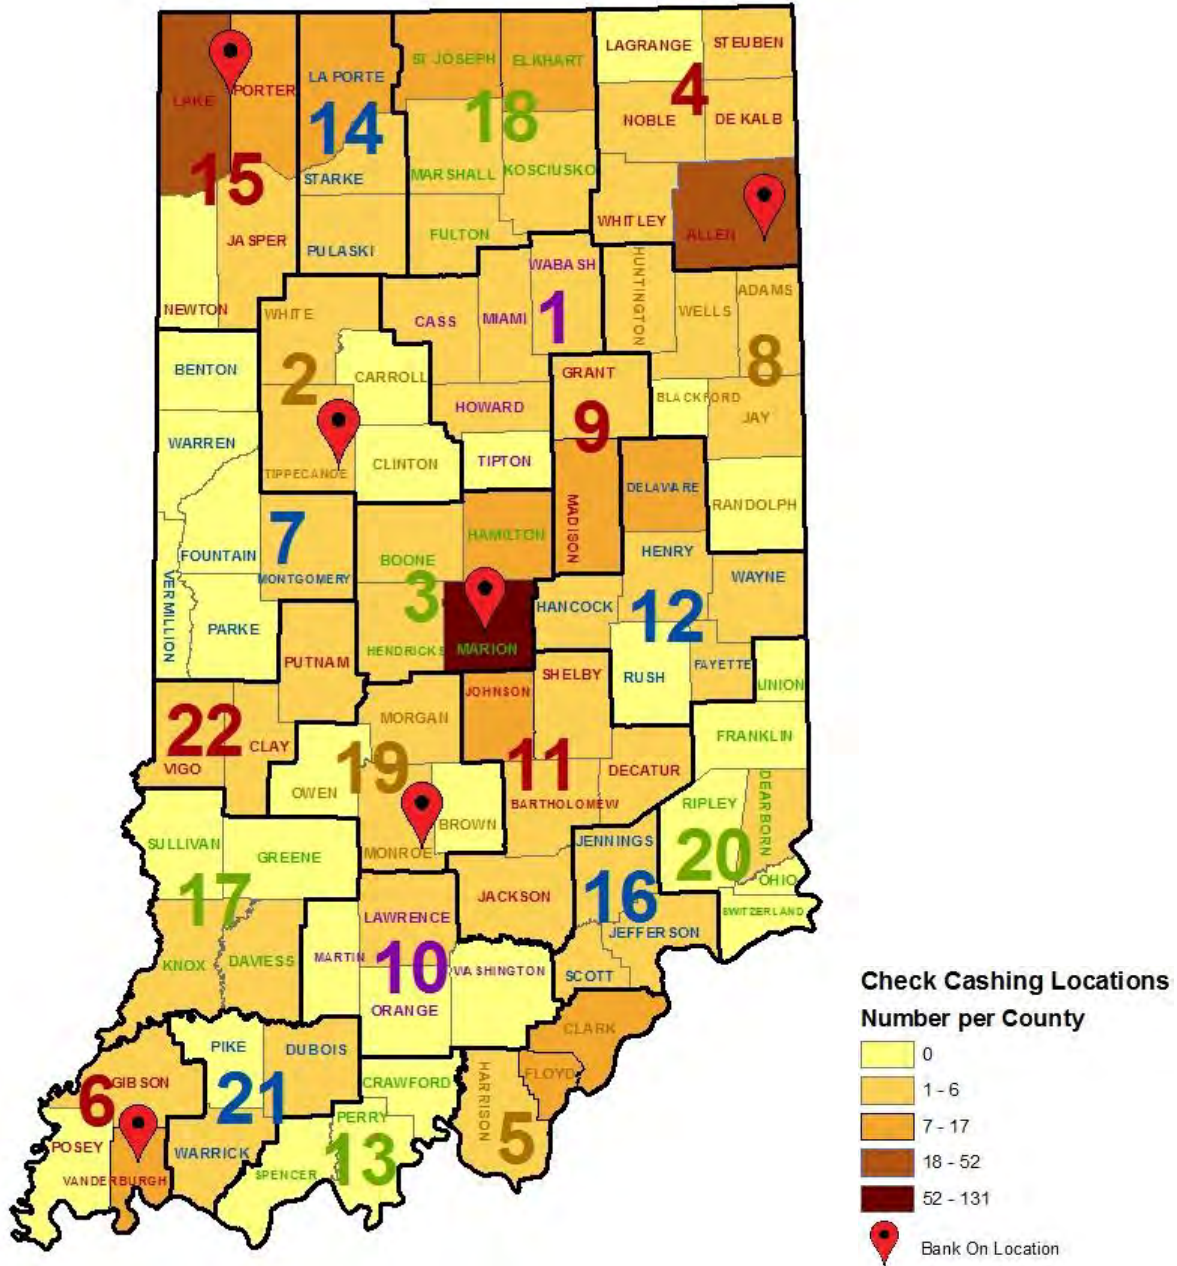 LAGRANGE
STEUBEN
ST JOSEPH
ELKHART
LA PORTE
LAKE
PORTER
4
14
18
NOBLE
DE KALB
15
STARKE
MARSHALL
KOSCIUSKO
WHITLEY
ALLEN
JASPER
PULASKI
FULTON
NEWTON
WABASH
HUNTINGTON
ADAMS
WHITE
CASS
MIAMI
1
WELLS
8
BENTON
2
CARROLL
GRANT
BLACKFORD
JAY
HOWARD
9
WARREN
TIPPECANOE
CLINTON
TIPTON
DELAWARE
RANDOLPH
MADISON
7
FOUNTAIN
MONTGOMERY
BOONE
HAMILTON
HENRY
WAYNE
VERMILLION
PARKE
3
HANCOCK
12
HENDRICKS
MARION
PUTNAM
SHELBY
RUSH
FAYETTE
UNION
JOHNSON
22
CLAY
VIGO
MORGAN
19
11
FRANKLIN
DECATUR
OWEN
BARTHOLOMEW
DEARBORN
RIPLEY
BROWN
SULLIVAN
GREENE
MONROE
JENNINGS
20
OHIO
17
JACKSON
16
SWITZERLAND
LAWRENCE
JEFFERSON
KNOX
DAVIESS
MARTIN
10
WASHINGTON
SCOTT
ORANGE
CLARK
PIKE
DUBOIS
6
GIBSON
21
CRAWFORD
HARRISON
FLOYD
5
PERRY
POSEY
WARRICK
13
SPENCER
VANDERBURGH
Check Cashing Locations
Number per County
0
1 - 6
7 - 17
18 - 52
52 - 131
Bank On Location